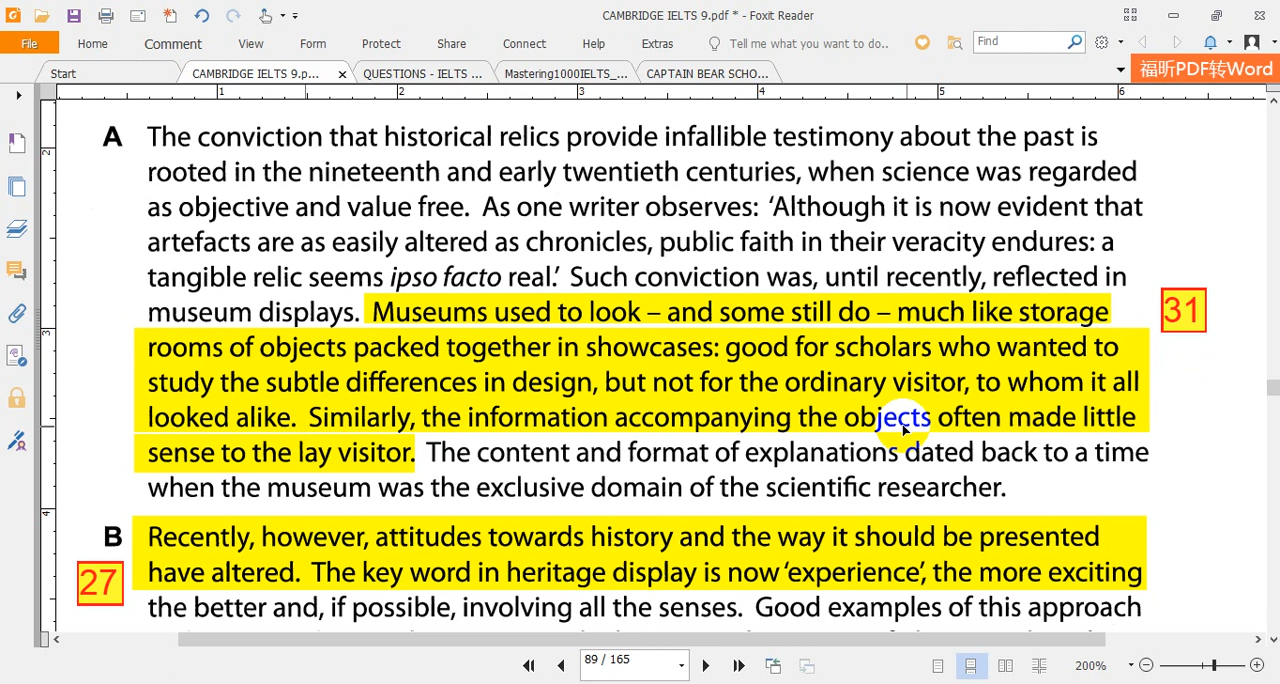 CAMBRIDGE IELTS 9.pdf * - Foxit Reader
File Home Comment View Form Protect Share Connect Help Extras Tell me what you want to do.. Find
Start CAMBRIDGE IELTS 9.p... QUESTIONS - IELTS ... Mastering1000IELTS_... CAPTAIN BEAR SCHO... 福昕PDF转Word
1 2 3 4 5 6
A The conviction that historical relics provide infallible testimony about the past is
rooted in the nineteenth and early twentieth centuries, when science was regarded
as objective and value free. As one writer observes: ‘Although it is now evident that
artefacts are as easily altered as chronicles, public faith in their veracity endures: a
tangible relic seems ipso facto real.’ Such conviction was, until recently, reflected in
museum displays. Museums used to look – and some still do – much like storage
31
rooms of objects packed together in showcases: good for scholars who wanted to
study the subtle differences in design, but not for the ordinary visitor, to whom it all
looked alike. Similarly, the information accompanying the objects often made little
sense to the lay visitor. The content and format of explanations dated back to a time
when the museum was the exclusive domain of the scientific researcher.
B Recently, however, attitudes towards history and the way it should be presented
27
have altered. The key word in heritage display is now ‘experience’, the more exciting
the better and, if possible, involving all the senses. Good examples of this approach
2
3
4
89 / 165
200%